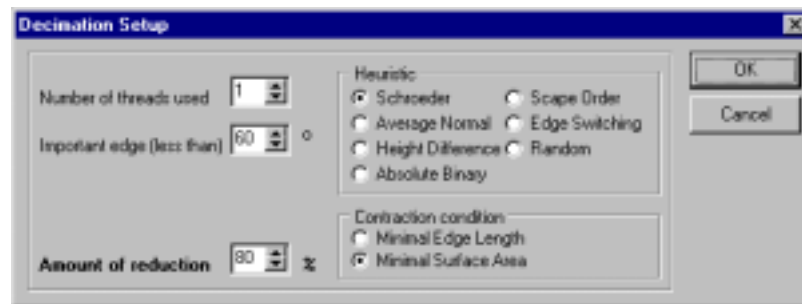 Decimation Setup
Number of threads used 1
Important edge (less than) 60 °
Amount of reduction 80 %
Heuristic
Schroeder Scape Order
Average Normal Edge Switching
Height Difference Random
Absolute Binary
Contraction condition
Minimal Edge Length
Minimal Surface Area
OK
Cancel